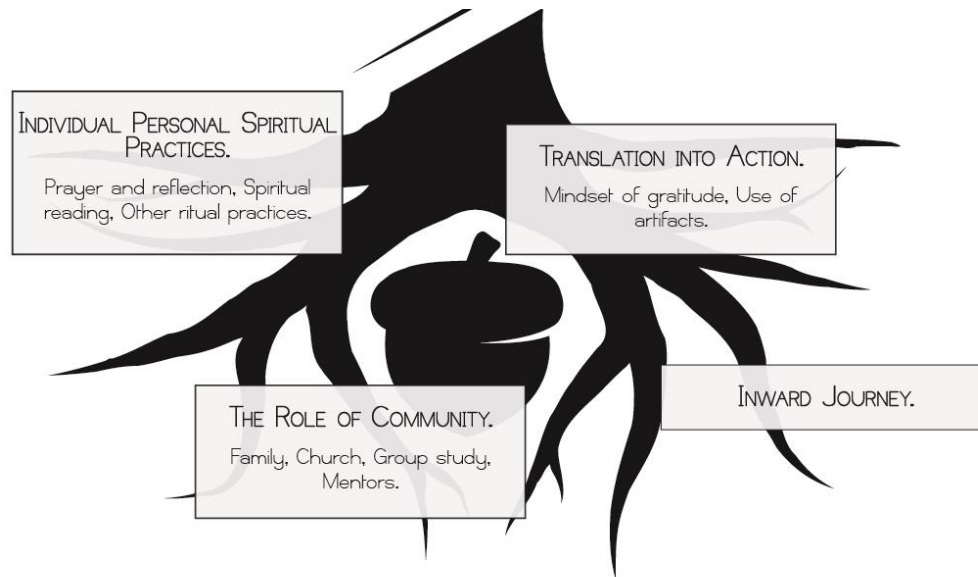 Individual Personal Spiritual
Practices.
Prayer and reflection, Spiritual
reading, Other ritual practices.
Translation into Action.
Mindset of gratitude, Use of
artifacts.
The Role of Community.
Family, Church, Group study,
Mentors.
Inward Journey.